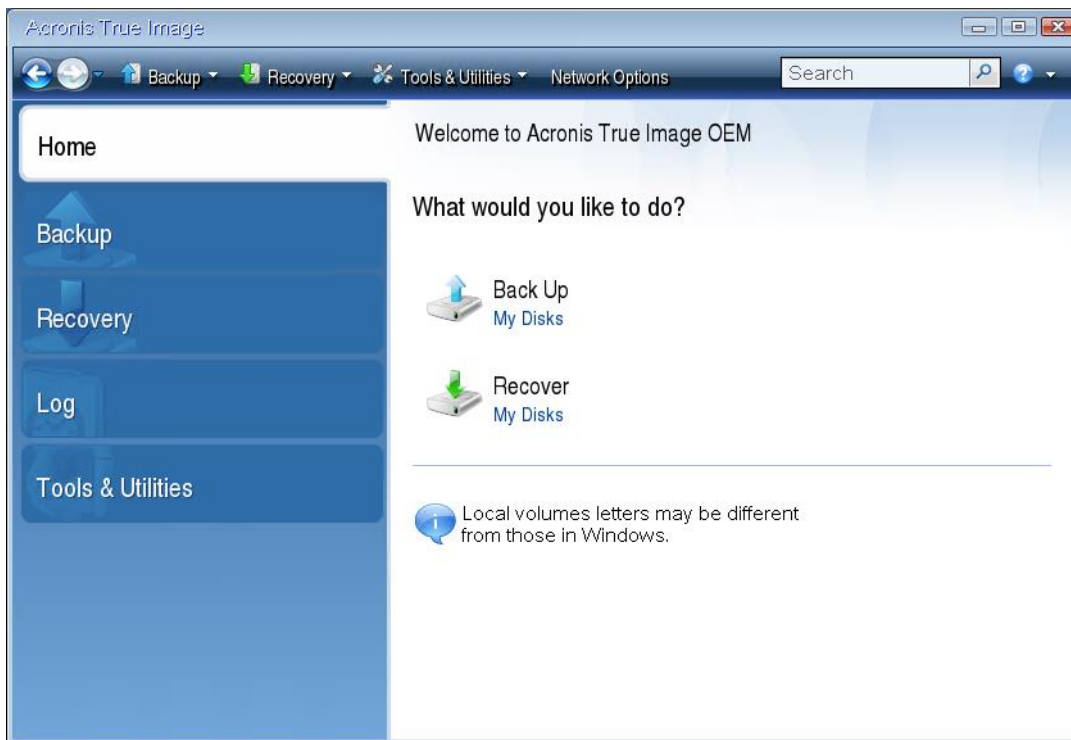 Acronis True Image
Backup Recovery Tools & Utilities Network Options Search
Home
Backup
Recovery
Log
Tools & Utilities
Welcome to Acronis True Image OEM
What would you like to do?
Back Up
My Disks
Recover
My Disks
Local volumes letters may be different
from those in Windows.